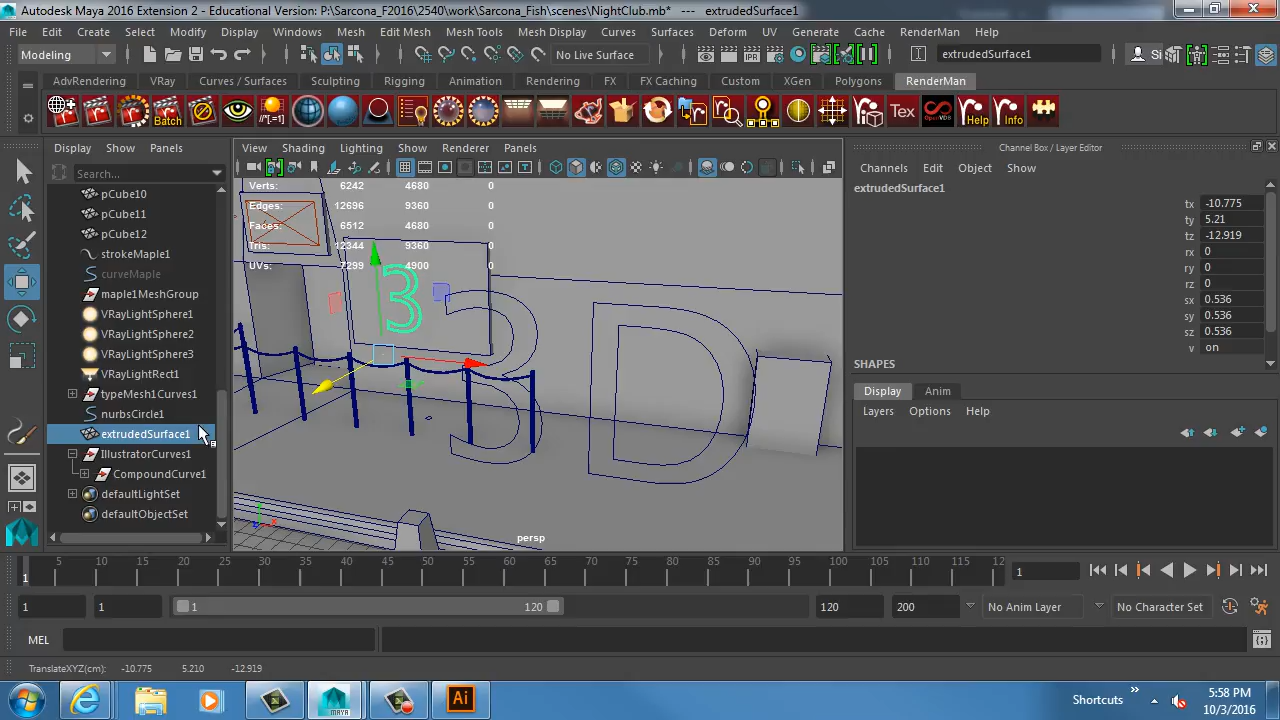 Autodesk Maya 2016 Extension 2 - Educational Version: P:\Sarcona_F2016\2540\work\Sarcona_Fish\scenes\NightClub.mb* --- extrudedSurface1
File Edit Create Select Modify Display Windows Mesh Edit Mesh Mesh Tools Mesh Display Curves Surfaces Deform UV Generate Cache RenderMan Help
Modeling No Live Surface IPR extrudedSurface1 Si
AdvRendering VRay Curves / Surfaces Sculpting Rigging Animation Rendering FX FX Caching Custom XGen Polygons RenderMan
Batch //*[..=1] Tex OpenVDB Help Info
Display Show Panels
Search...
pCube10
pCube11
pCube12
strokeMaple1
curveMaple
maple1MeshGroup
VRayLightSphere1
VRayLightSphere2
VRayLightSphere3
VRayLightRect1
typeMesh1Curves1
nurbsCircle1
extrudedSurface1
IllustratorCurves1
CompoundCurve1
defaultLightSet
defaultObjectSet
View Shading Lighting Show Renderer Panels
Verts: 6242 4680 0
Edges: 12696 9360 0
Faces: 6512 4680 0
Tris: 12344 9360 0
UVs: 7299 4900 0
3
3D
persp
Channel Box / Layer Editor
Channels Edit Object Show
extrudedSurface1
tx -10.775
ty 5.21
tz -12.919
rx 0
ry 0
rz 0
sx 0.536
sy 0.536
sz 0.536
v on
SHAPES
Display Anim
Layers Options Help
5 10 15 20 25 30 35 40 45 50 55 60 65 70 75 80 85 90 95 100 105 110 115 12
1 1
1 1 1 120 120 200 No Anim Layer No Character Set
MEL
TranslateXYZ(cm): -10.775 5.210 -12.919
MAYA Ai Shortcuts 5:58 PM
10/3/2016